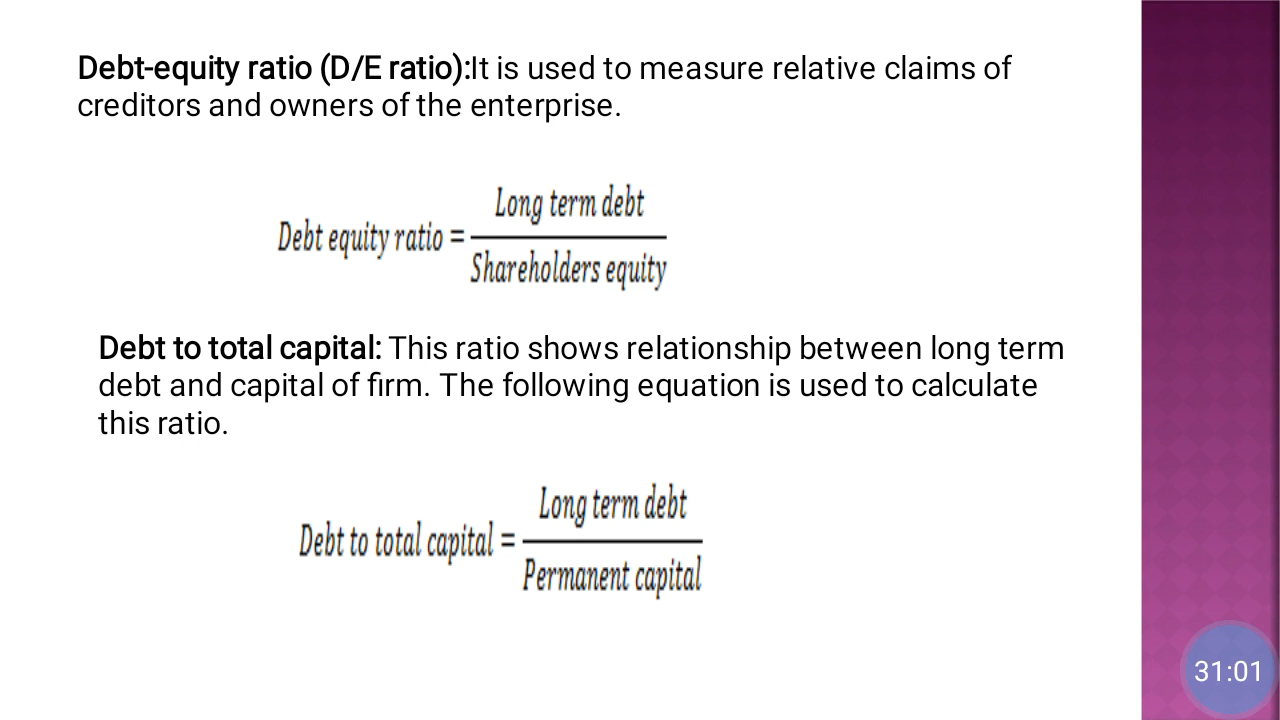 Debt-equity ratio (D/E ratio):It is used to measure relative claims of
creditors and owners of the enterprise.
Long term debt
Debt equity ratio =
Shareholders equity
Debt to total capital: This ratio shows relationship between long term
debt and capital of firm. The following equation is used to calculate
this ratio.
Long term debt
Debt to total capital =
Permanent capital
31:01